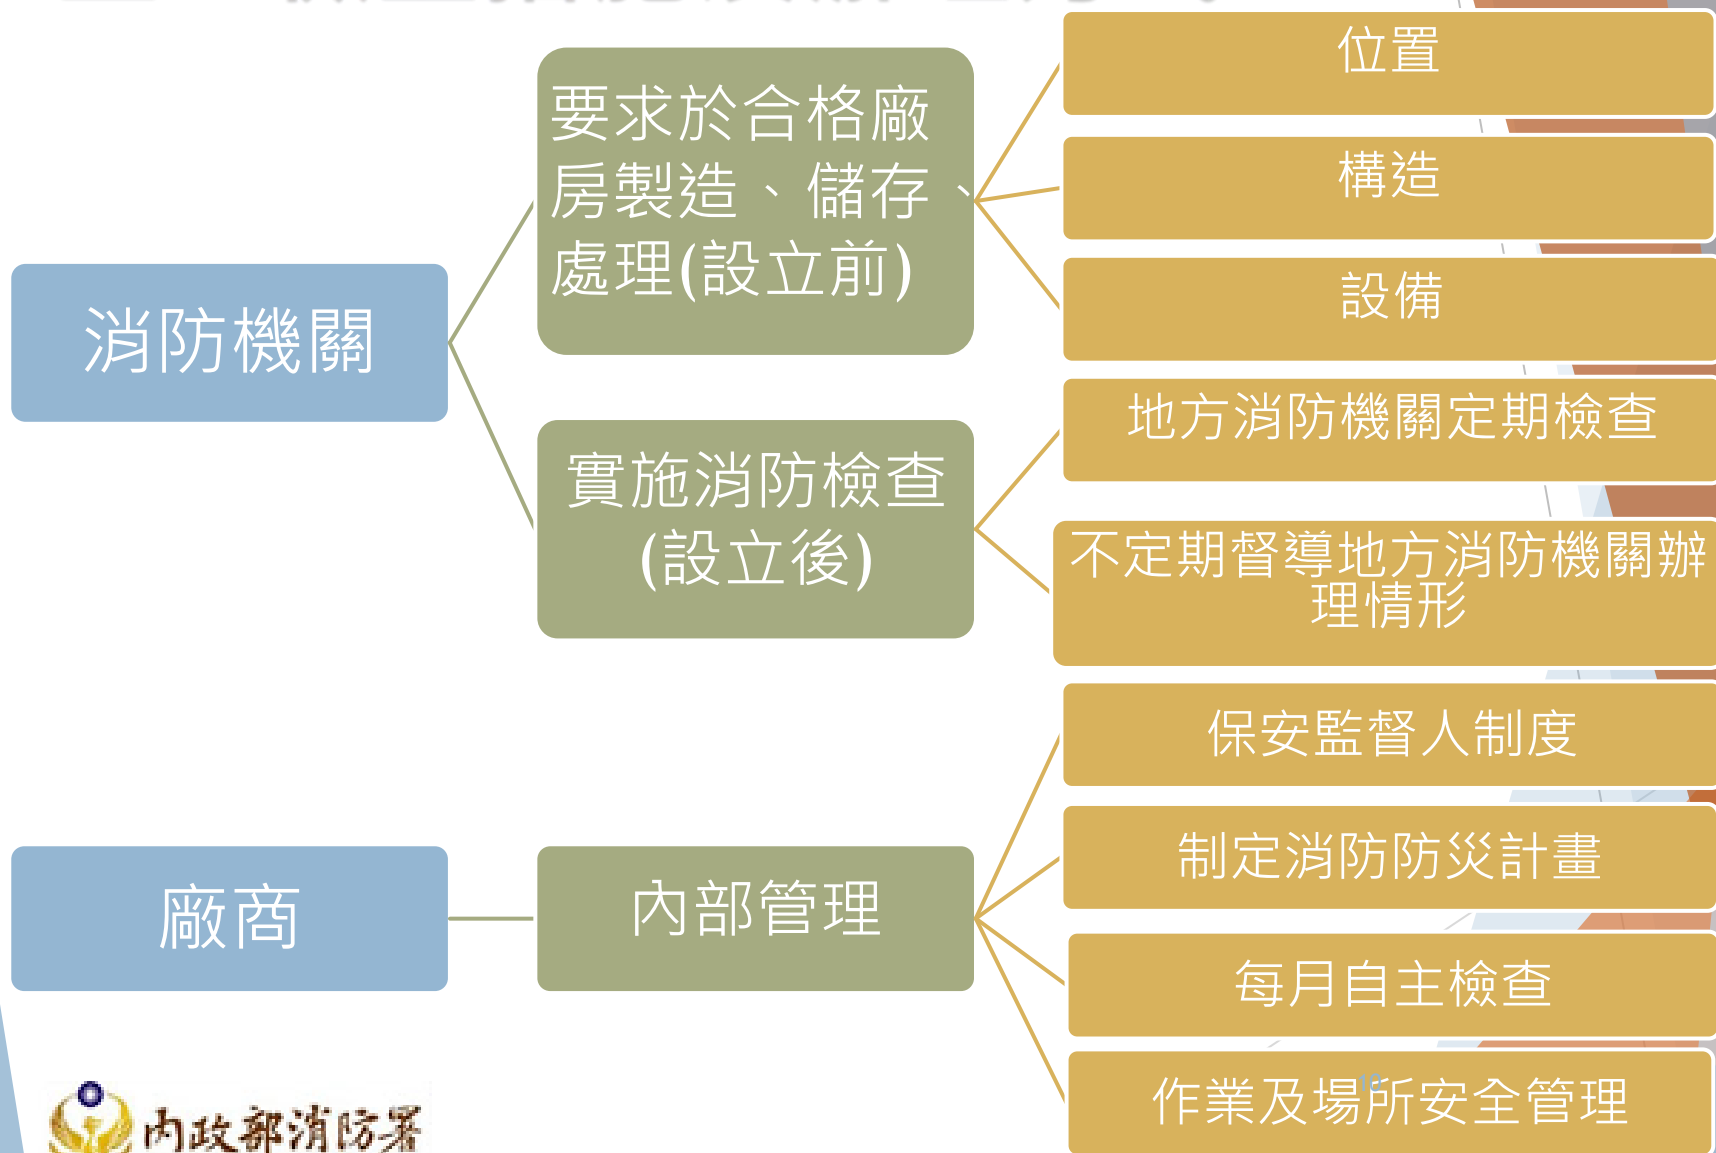 位置
要求於合格廠
房製造、儲存、
處理(設立前)
構造
設備
消防機關
地方消防機關定期檢查
實施消防檢查
(設立後)
不定期督導地方消防機關辦
理情形
保安監督人制度
制定消防防災計畫
廠商
內部管理
每月自主檢查
作業及場所安全管理
10
內政部消防署